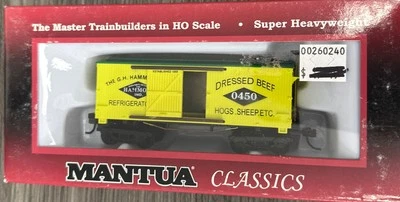 The Master Trainbuilders in HO Scale • Super Heavyweight
00260240
$
THE G.H. HAMM
HAMMO
REFRIGERAT
DRESSED BEEF
0450
HOGS, SHEEP, ETC.
MANTUA CLASSICS